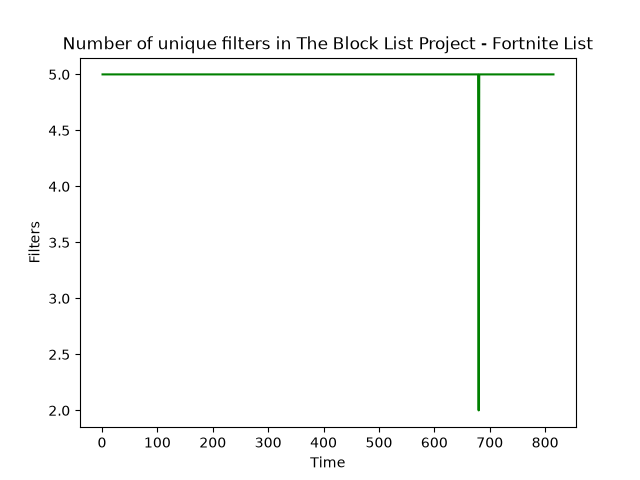 Number of unique filters in The Block List Project - Fortnite List
5.0
4.5
4.0
3.5
3.0
2.5
2.0
Filters
0 100 200 300 400 500 600 700 800
Time